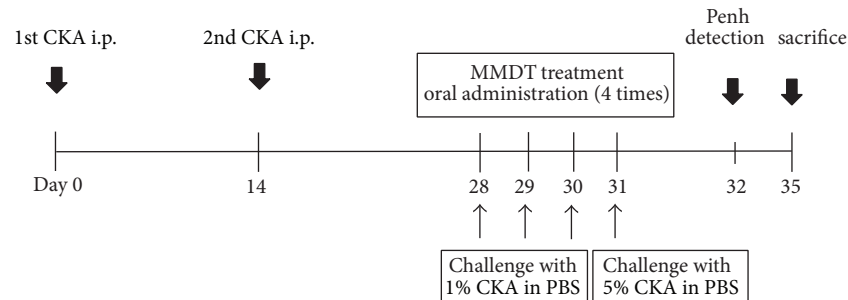 1st CKA i.p.
2nd CKA i.p.
MMDT treatment
oral administration (4 times)
Penh
detection
sacrifice
Day 0
14
28
29
30
31
32
35
Challenge with
1% CKA in PBS
Challenge with
5% CKA in PBS